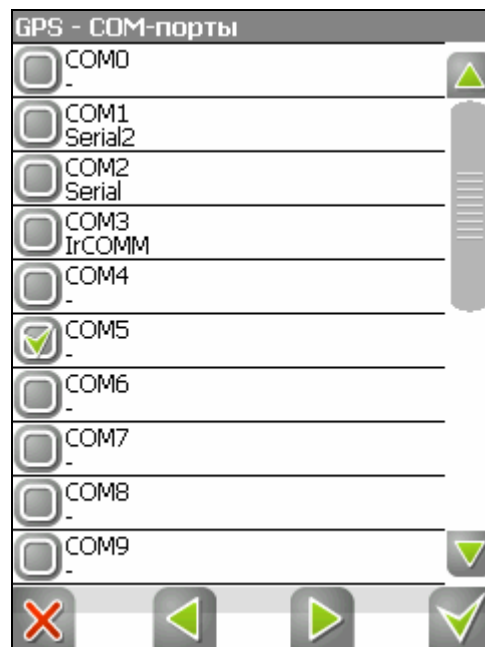 GPS - COM-порты
COM0
-
COM1
Serial2
COM2
Serial
COM3
IrCOMM
COM4
-
COM5
-
COM6
-
COM7
-
COM8
-
COM9
-